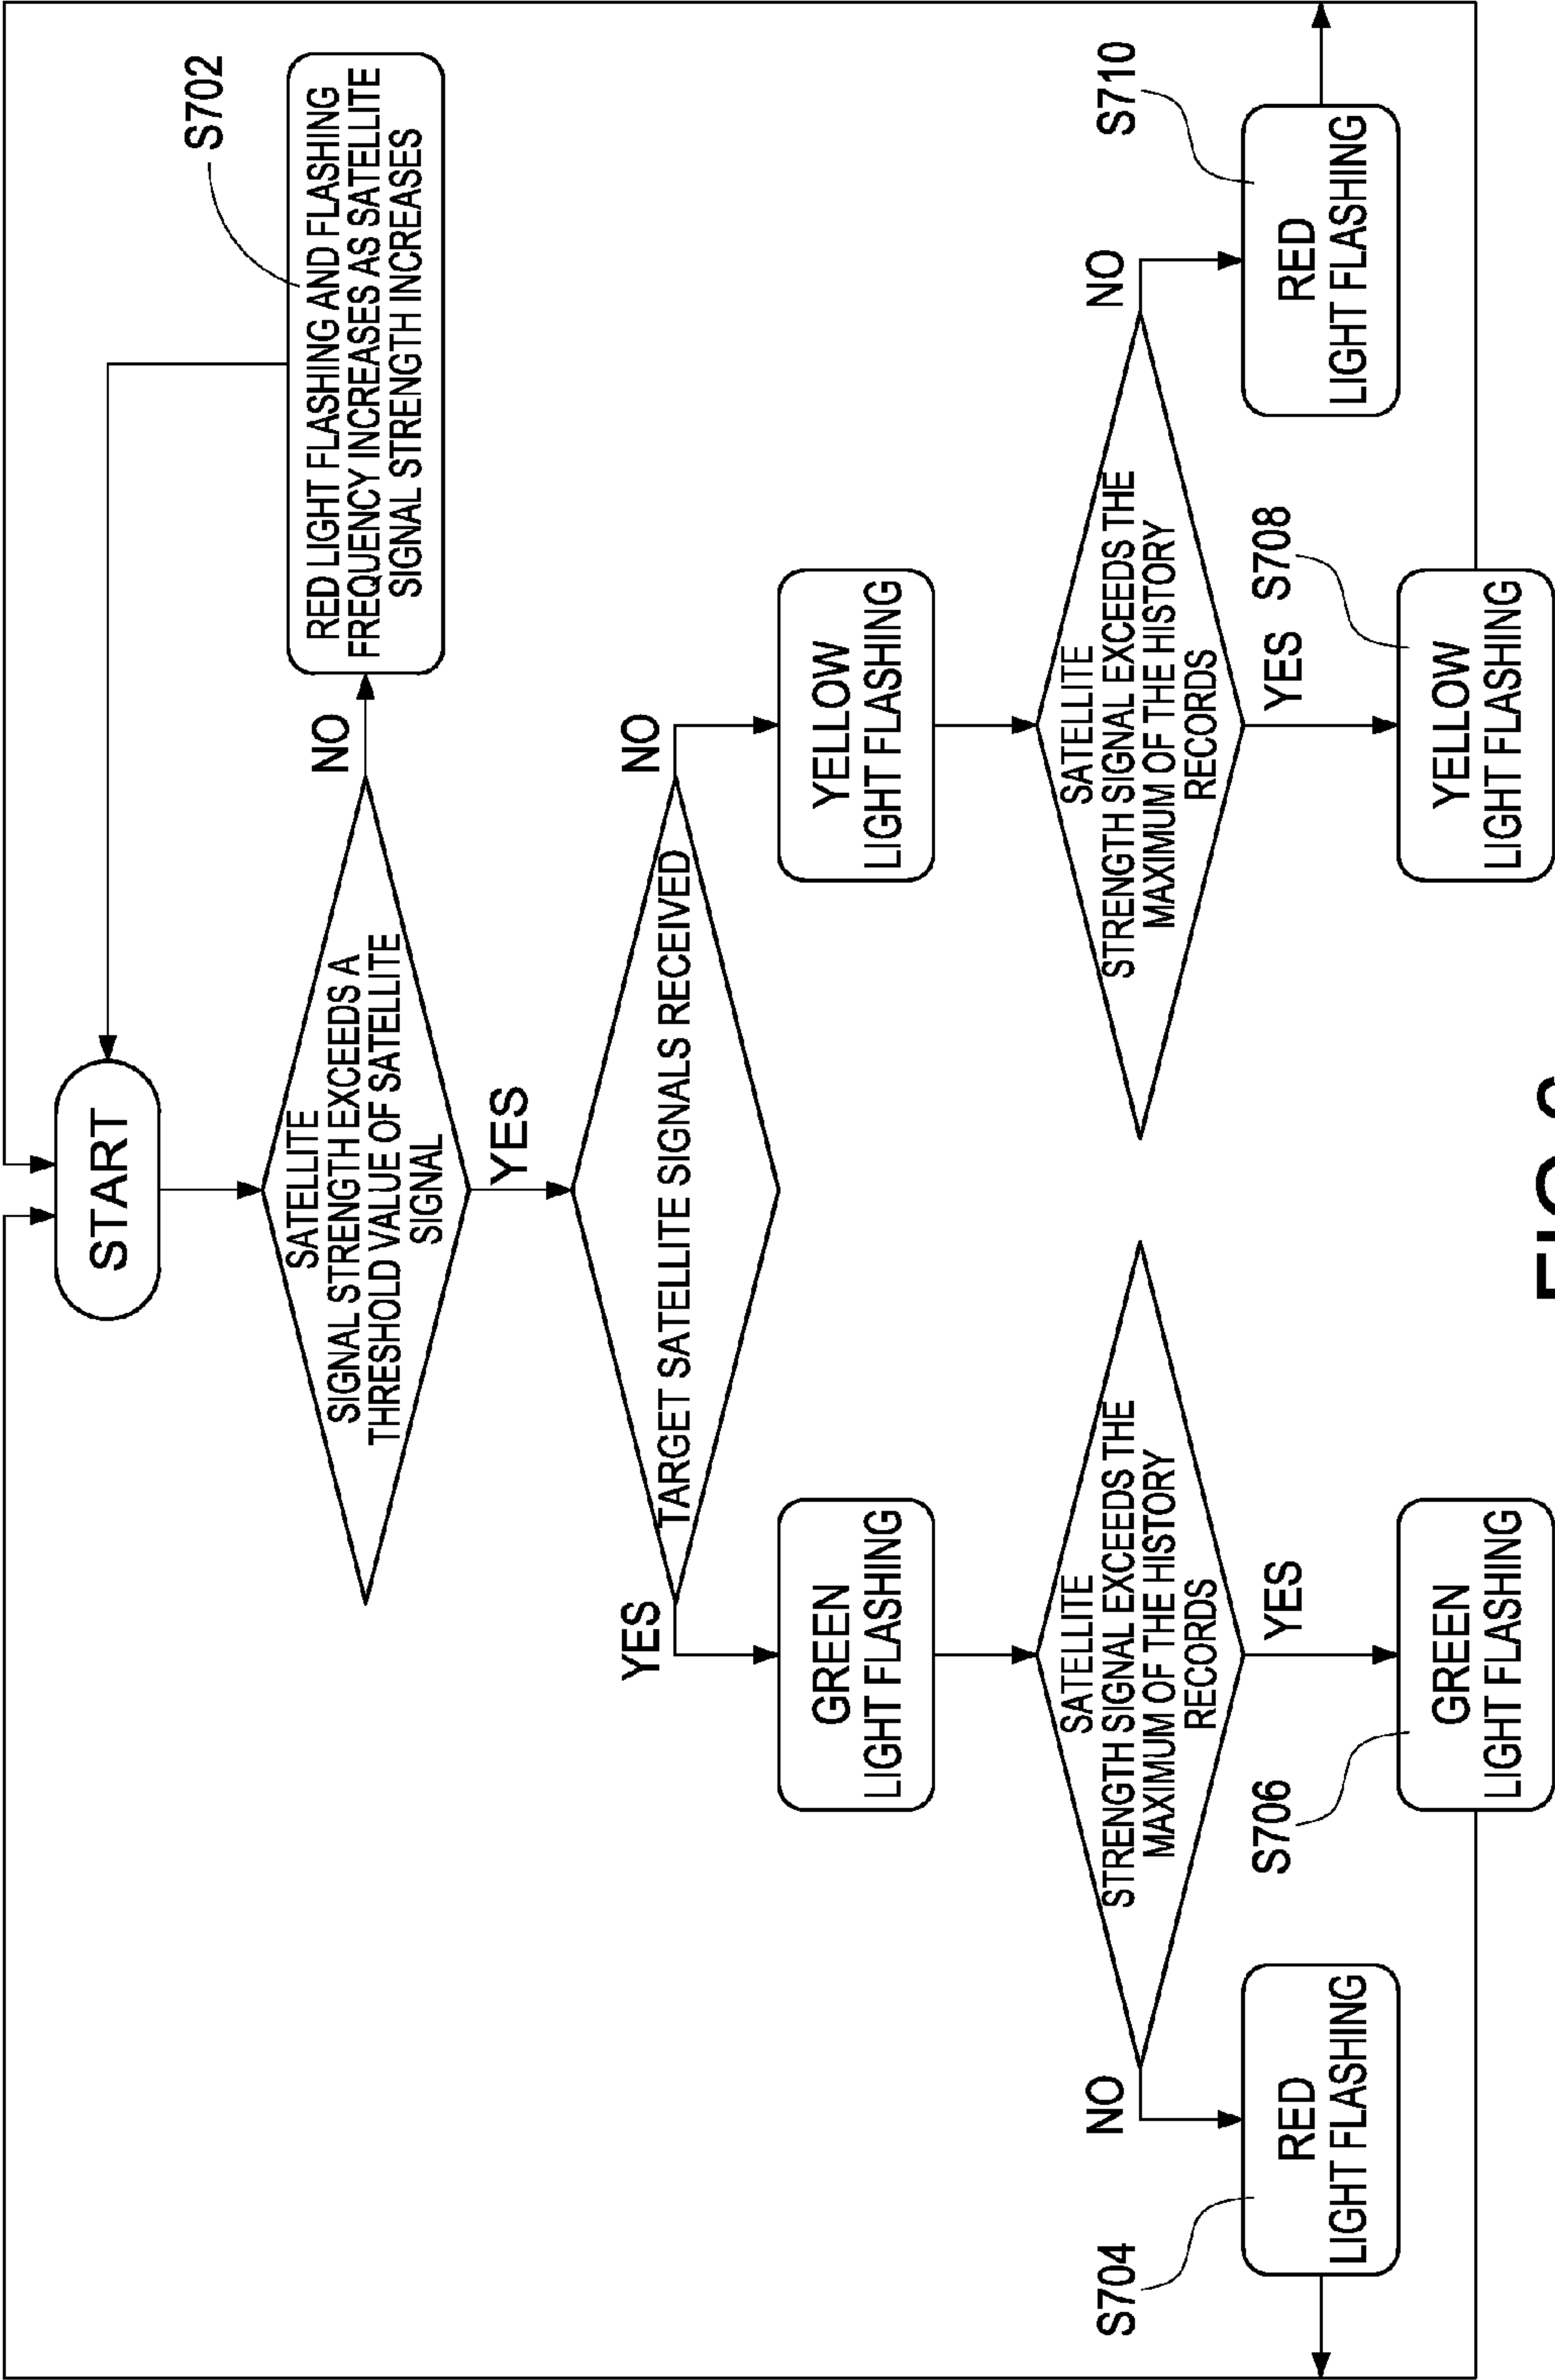 START
SATELLITE
SIGNAL STRENGTH EXCEEDS A
THRESHOLD VALUE OF SATELLITE
SIGNAL
NO
S702
RED LIGHT FLASHING AND FLASHING
FREQUENCY INCREASES AS SATELLITE
SIGNAL STRENGTH INCREASES
YES
YES
TARGET SATELLITE SIGNALS RECEIVED
NO
GREEN
LIGHT FLASHING
YELLOW
LIGHT FLASHING
NO
SATELLITE
STRENGTH SIGNAL EXCEEDS THE
MAXIMUM OF THE HISTORY
RECORDS
SATELLITE
STRENGTH SIGNAL EXCEEDS THE
MAXIMUM OF THE HISTORY
RECORDS
NO
S704
RED
LIGHT FLASHING
S706
YES
YES
S708
S710
RED
LIGHT FLASHING
GREEN
LIGHT FLASHING
YELLOW
LIGHT FLASHING